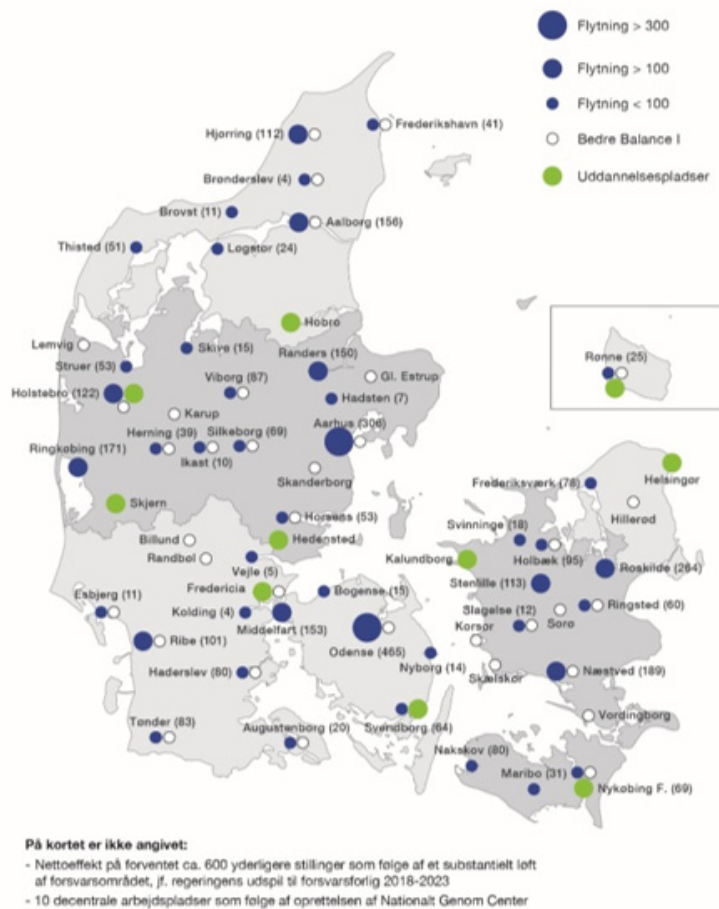 Flytning > 300
Flytning > 100
Flytning < 100
Bedre Balance I
Uddannelsespladser
Hjørring (112)
Frederikshavn (41)
Brønderslev (4)
Brovst (11)
Aalborg (156)
Thisted (51)
Løgstør (24)
Hobro
Lemvig
Skive (15)
Randers (150)
Struer (53)
Viborg (87)
Gl. Estrup
Holstebro (122)
Hadsten (7)
Karup
Aarhus (306)
Herning (39)
Silkeborg (69)
Ringkøbing (171)
Ikast (10)
Skanderborg
Skjern
Horsens (53)
Hedensted
Billund
Randbøl
Vejle (5)
Fredericia
Bogense (15)
Esbjerg (11)
Kolding (4)
Middelfart (153)
Ribe (101)
Odense (465)
Nyborg (14)
Haderslev (80)
Tønder (83)
Augustenborg (20)
Svendborg (64)
Rønne (25)
Helsingør
Frederiksværk (78)
Hillerød
Svinninge (18)
Kalundborg
Holbæk (95)
Roskilde (264)
Stenlille (113)
Slagelse (12)
Ringsted (60)
Sorø
Korsør
Skælskør
Næstved (189)
Vordingborg
Nakskov (80)
Maribo (31)
Nykøbing F. (69)
På kortet er ikke angivet:
- Nettoeffekt på forventet ca. 600 yderligere stillinger som følge af et substantielt løft
af forsvarsområdet, jf. regeringens udspil til forsvarsforlig 2018-2023
- 10 decentrale arbejdspladser som følge af oprettelsen af Nationalt Genom Center